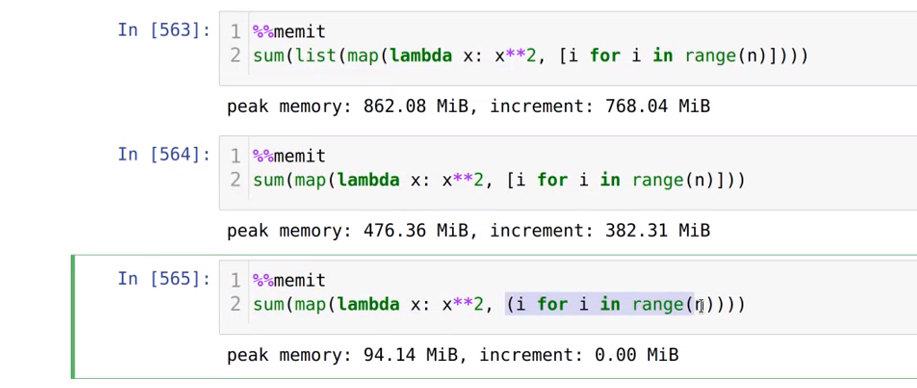 In [563]:
1 %%memit
2 sum(list(map(lambda x: x**2, [i for i in range(n)])))
peak memory: 862.08 MiB, increment: 768.04 MiB
In [564]:
1 %%memit
2 sum(map(lambda x: x**2, [i for i in range(n)]))
peak memory: 476.36 MiB, increment: 382.31 MiB
In [565]:
1 %%memit
2 sum(map(lambda x: x**2, (i for i in range(n))))
peak memory: 94.14 MiB, increment: 0.00 MiB